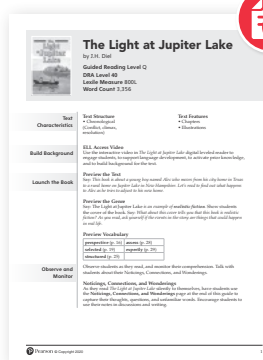 The Light at Jupiter Lake
by J.H. Diel
Guided Reading Level Q
DRA Level 40
Lexile Measure 800L
Word Count 3,356
Text Characteristics
Text Structure
• Chronological
(Conflict, climax,
resolution)
Text Features
• Chapters
• Illustrations
Build Background
ELL Access Video
Use the interactive video in The Light at Jupiter Lake digital leveled reader to
engage students, to support language development, to activate prior knowledge,
and to build background for the text.
Launch the Book
Preview the Text
Say: This book is about a young boy named Alec who moves from his city home in Texas
to a rural home on Jupiter Lake in New Hampshire. Let's read to find out what happens
to Alec as he tries to adjust to his new home.
Preview the Genre
Say: The Light at Jupiter Lake is an example of realistic fiction. Show students
the cover of the book. Say: What about this cover tells you that this book is realistic
fiction? As you read, ask yourself if the events in the story are things that could happen
in real life.
Preview Vocabulary
perspective (p. 16) access (p. 24)
selected (p. 19) expertly (p. 29)
structured (p. 23)
Observe and Monitor
Observe students as they read, and monitor their comprehension. Talk with
students about their Noticings, Connections, and Wonderings.
Noticings, Connections, and Wonderings
As they read The Light at Jupiter Lake silently to themselves, have students use
the Noticings, Connections, and Wonderings page at the end of this guide to
capture their thoughts, questions, and unfamiliar words. Encourage students to
use their notes in discussions and writing.
Pearson © Copyright 2020
1